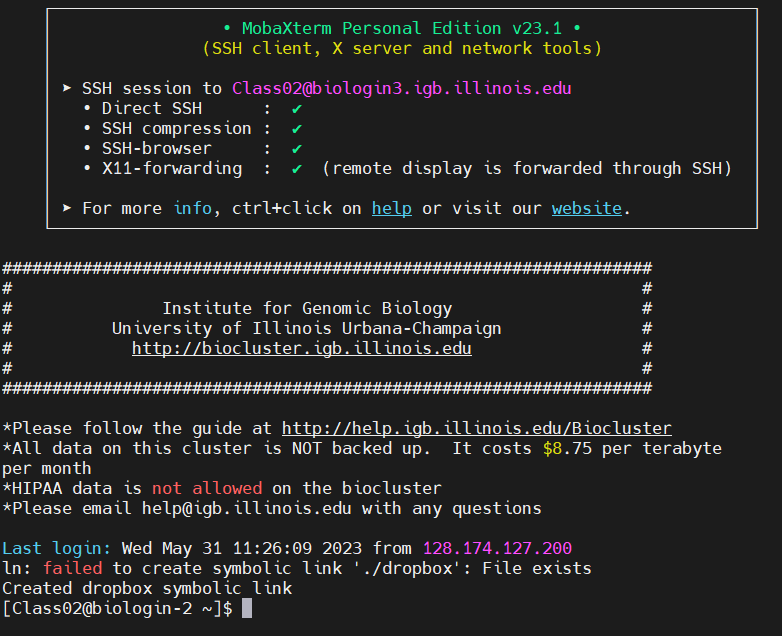 • MobaXterm Personal Edition v23.1 •
(SSH client, X server and network tools)
➤ SSH session to Class02@biologin3.igb.illinois.edu
• Direct SSH : ✔
• SSH compression : ✔
• SSH-browser : ✔
• X11-forwarding : ✔ (remote display is forwarded through SSH)
➤ For more info, ctrl+click on help or visit our website.
#################################################################
# #
# Institute for Genomic Biology #
# University of Illinois Urbana-Champaign #
# http://biocluster.igb.illinois.edu #
# #
#################################################################
*Please follow the guide at http://help.igb.illinois.edu/Biocluster
*All data on this cluster is NOT backed up. It costs $8.75 per terabyte
per month
*HIPAA data is not allowed on the biocluster
*Please email help@igb.illinois.edu with any questions
Last login: Wed May 31 11:26:09 2023 from 128.174.127.200
ln: failed to create symbolic link './dropbox': File exists
Created dropbox symbolic link
[Class02@biologin-2 ~]$